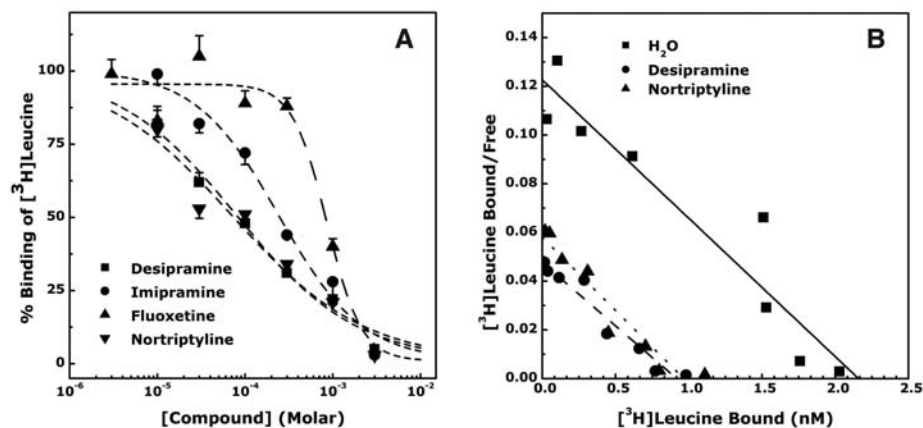 A
% Binding of [³H]Leucine
100
75
50
25
0
Desipramine
Imipramine
Fluoxetine
Nortriptyline
10⁻⁶ 10⁻⁵ 10⁻⁴ 10⁻³ 10⁻²
[Compound] (Molar)
B
[³H]Leucine Bound/Free
0.14
0.12
0.10
0.08
0.06
0.04
0.02
0.00
H₂O
Desipramine
Nortriptyline
0.0 0.5 1.0 1.5 2.0 2.5
[³H]Leucine Bound (nM)